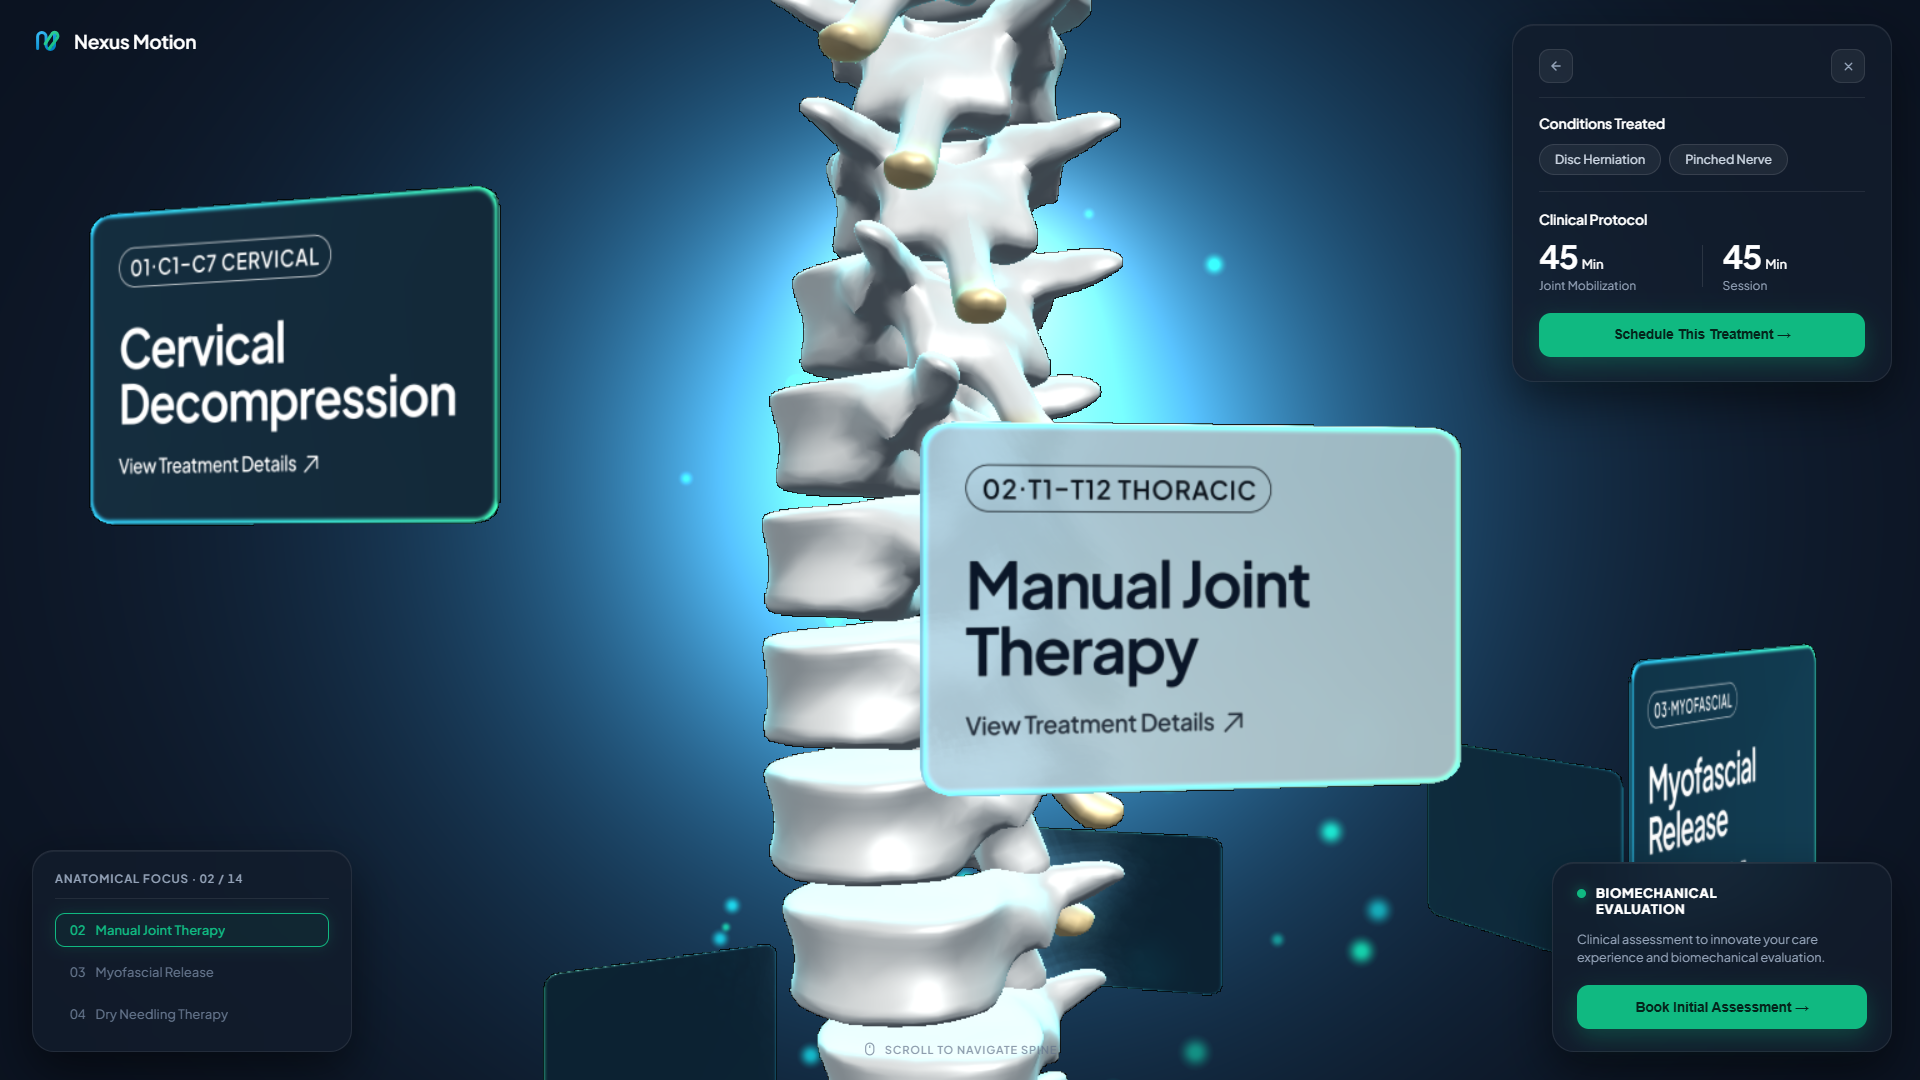 Nexus Motion
01·C1-C7 CERVICAL
Cervical
Decompression
View Treatment Details ↗
02·T1-T12 THORACIC
Manual Joint
Therapy
View Treatment Details ↗
Conditions Treated
Disc Herniation Pinched Nerve
Clinical Protocol
45 Min 45 Min
Joint Mobilization Session
Schedule This Treatment →
03·MYOFASCIAL
Myofascial
Release
ANATOMICAL FOCUS · 02 / 14
02 Manual Joint Therapy
03 Myofascial Release
04 Dry Needling Therapy
SCROLL TO NAVIGATE SPINE
BIOMECHANICAL
EVALUATION
Clinical assessment to innovate your care
experience and biomechanical evaluation.
Book Initial Assessment →